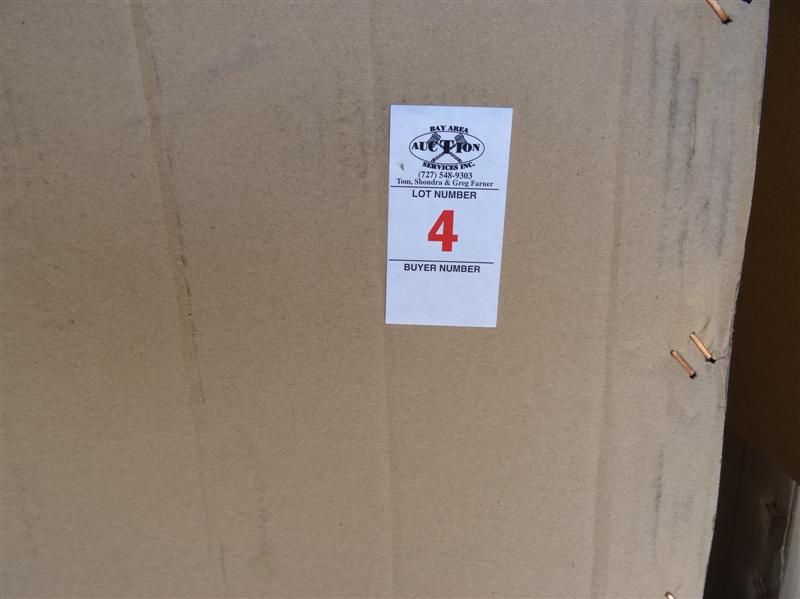 BAY AREA
AUCTION
SERVICES INC.
(727) 548-9303
Tom, Shondra & Greg Farner
LOT NUMBER
4
BUYER NUMBER